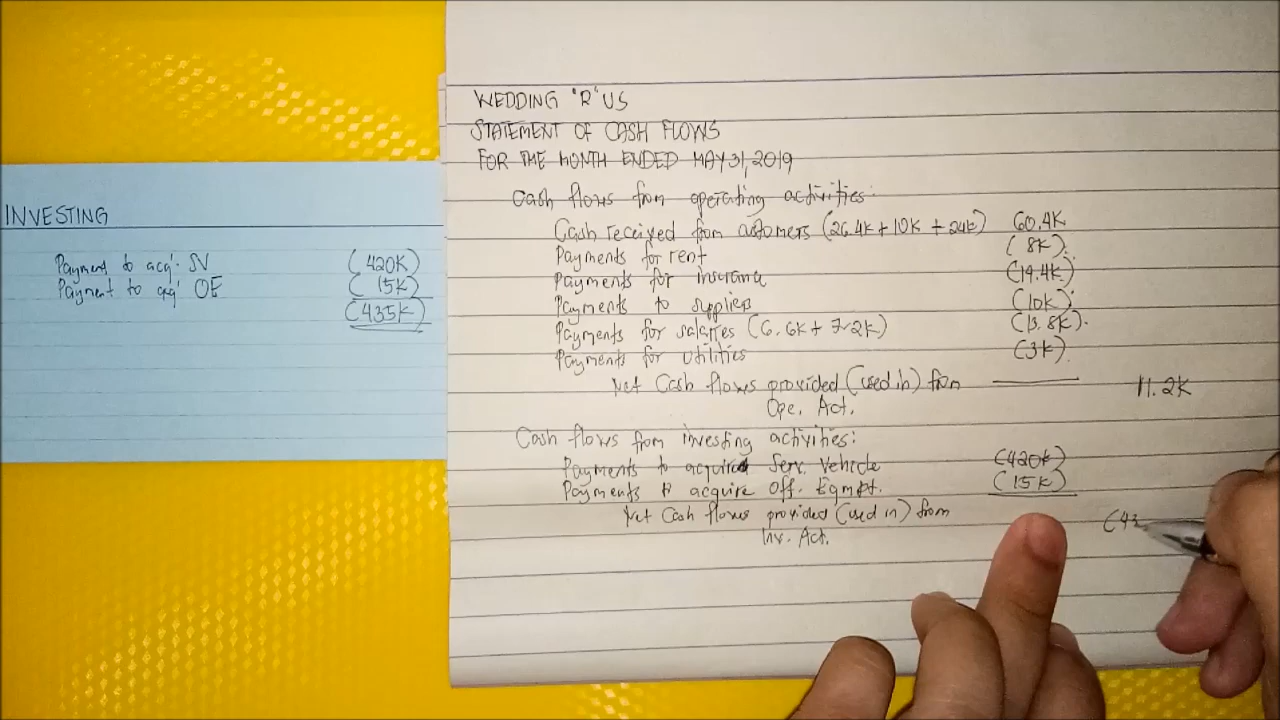 INVESTING
Payment to acq. SV (420K)
Payment to acq. OE (15K)
(435K)
WEDDING "R" US
STATEMENT OF CASH FLOWS
FOR THE MONTH ENDED MAY 31, 2019
Cash flows from operating activities:
Cash received from customers (26.4K + 10K + 24K) 60.4K
Payments for rent (8K)
Payments for insurance (14.4K)
Payments to suppliers (10K)
Payments for salaries (6.6K + 7.2K) (13.8K)
Payments for utilities (3K)
Net Cash flows provided (used in) from 11.2K
Ope. Act.
Cash flows from investing activities:
Payments to acquire Serv. Vehicle (420K)
Payments to acquire Off. Eqmpt. (15K)
Net Cash flows provided (used in) from (43
Inv. Act.